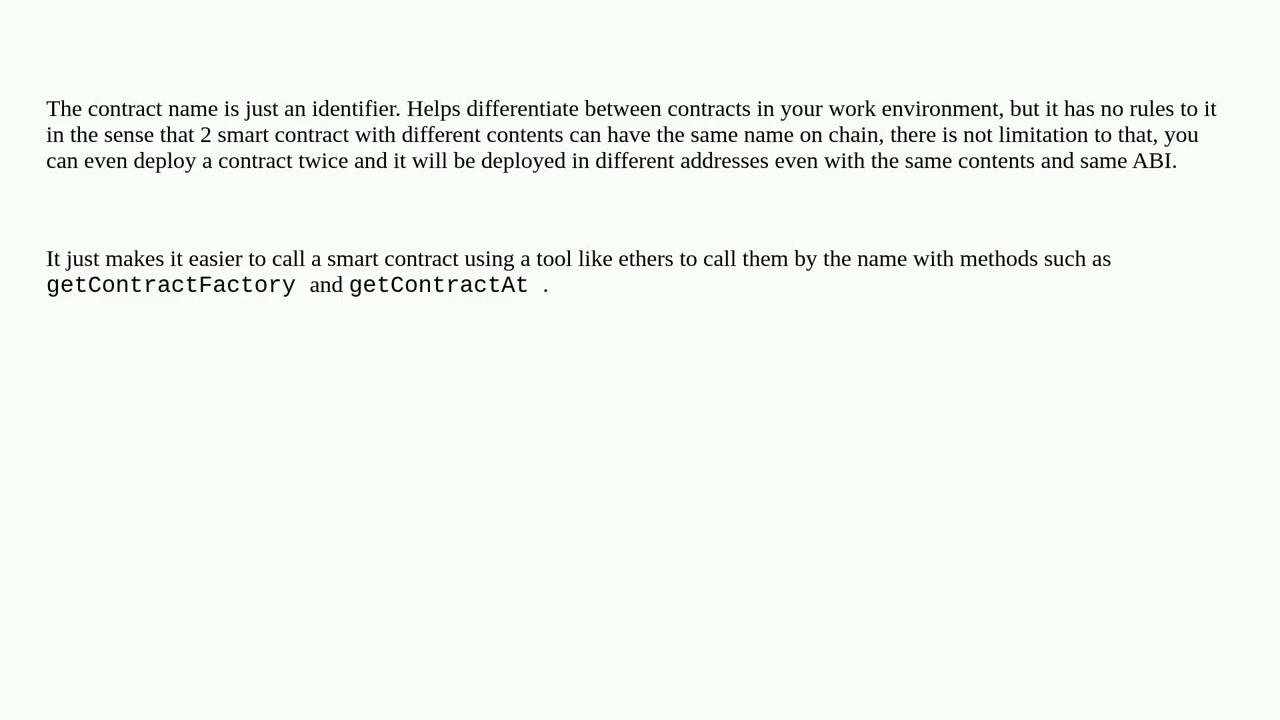 The contract name is just an identifier. Helps differentiate between contracts in your work environment, but it has no rules to it
in the sense that 2 smart contract with different contents can have the same name on chain, there is not limitation to that, you
can even deploy a contract twice and it will be deployed in different addresses even with the same contents and same ABI.
It just makes it easier to call a smart contract using a tool like ethers to call them by the name with methods such as
getContractFactory and getContractAt .